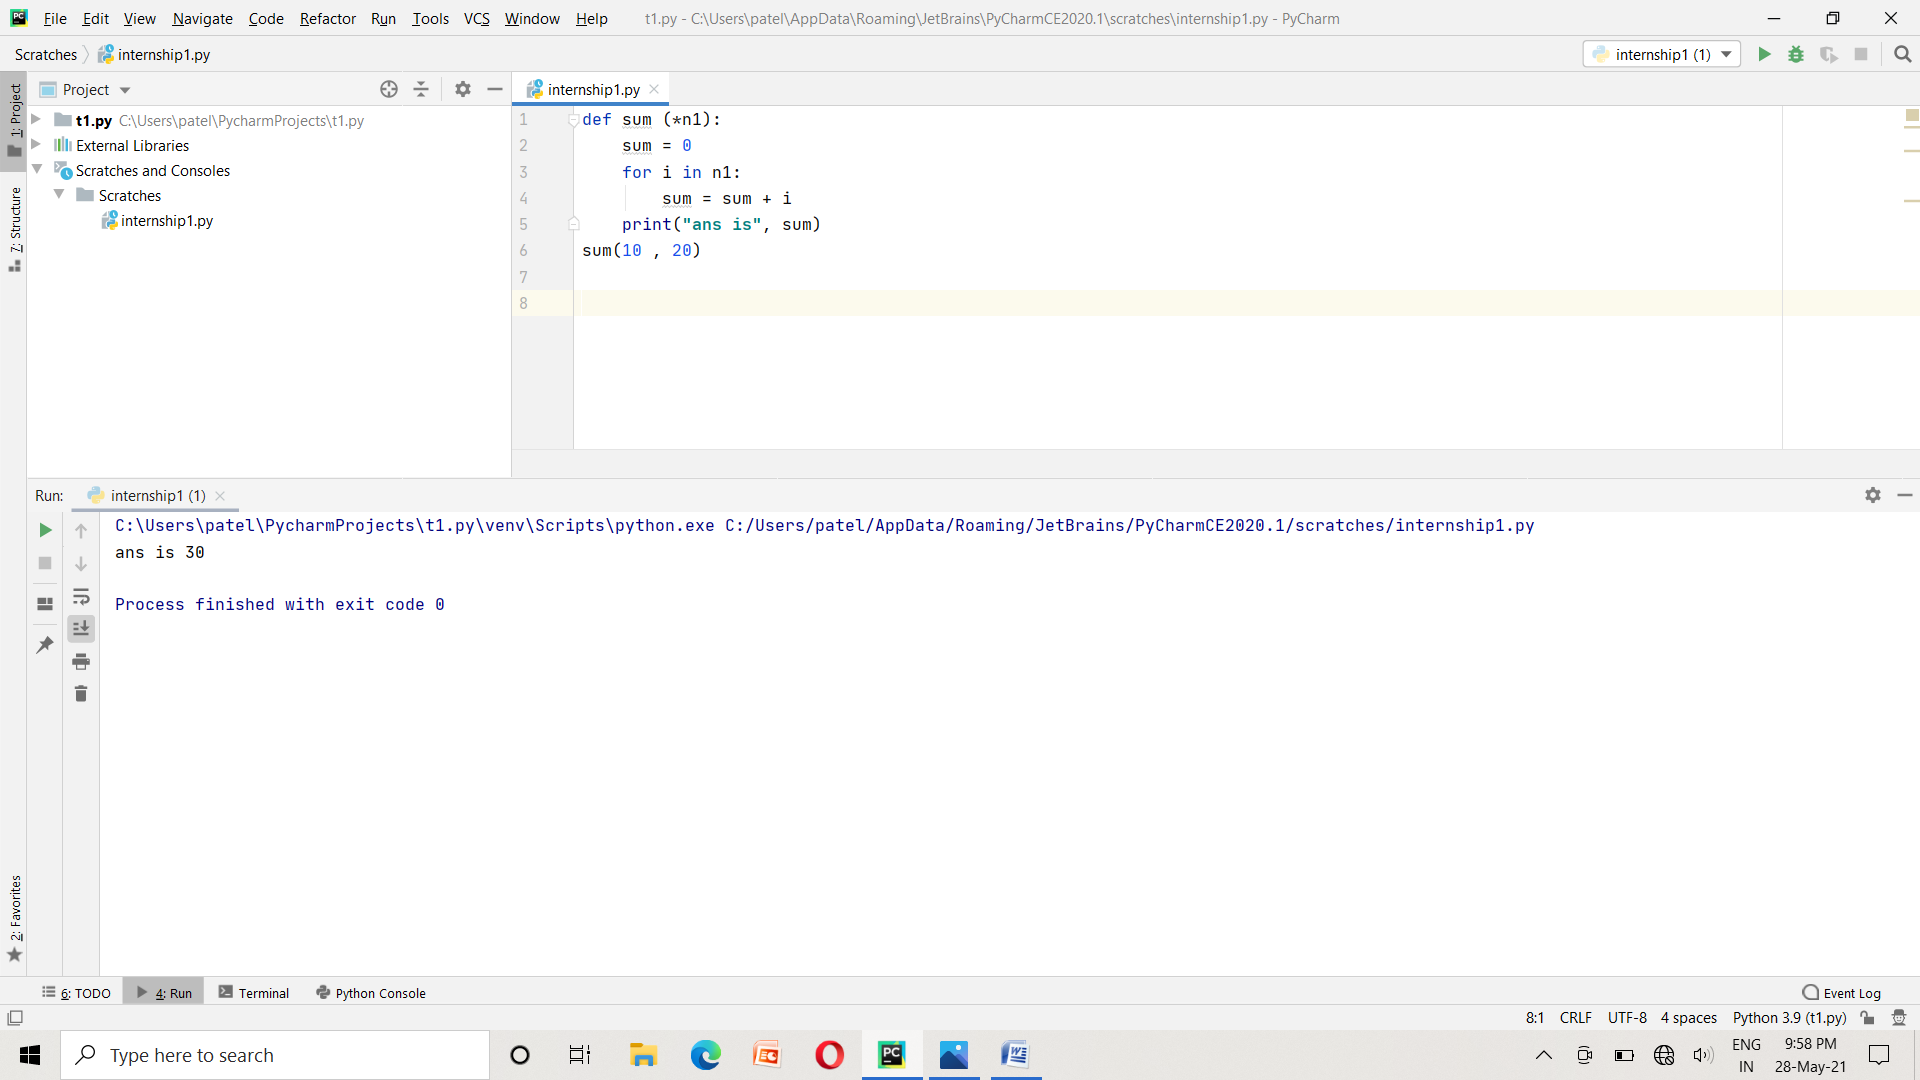 File Edit View Navigate Code Refactor Run Tools VCS Window Help t1.py - C:\Users\patel\AppData\Roaming\JetBrains\PyCharmCE2020.1\scratches\internship1.py - PyCharm
Scratches internship1.py internship1 (1)
1: Project
Project
internship1.py
t1.py C:\Users\patel\PycharmProjects\t1.py
External Libraries
Scratches and Consoles
Scratches
internship1.py
7: Structure
1 def sum (*n1):
2 sum = 0
3 for i in n1:
4 sum = sum + i
5 print("ans is", sum)
6 sum(10 , 20)
7
8
Run: internship1 (1)
C:\Users\patel\PycharmProjects\t1.py\venv\Scripts\python.exe C:/Users/patel/AppData/Roaming/JetBrains/PyCharmCE2020.1/scratches/internship1.py
ans is 30
Process finished with exit code 0
2: Favorites
6: TODO 4: Run Terminal Python Console Event Log
8:1 CRLF UTF-8 4 spaces Python 3.9 (t1.py)
Type here to search
ENG
IN
9:58 PM
28-May-21